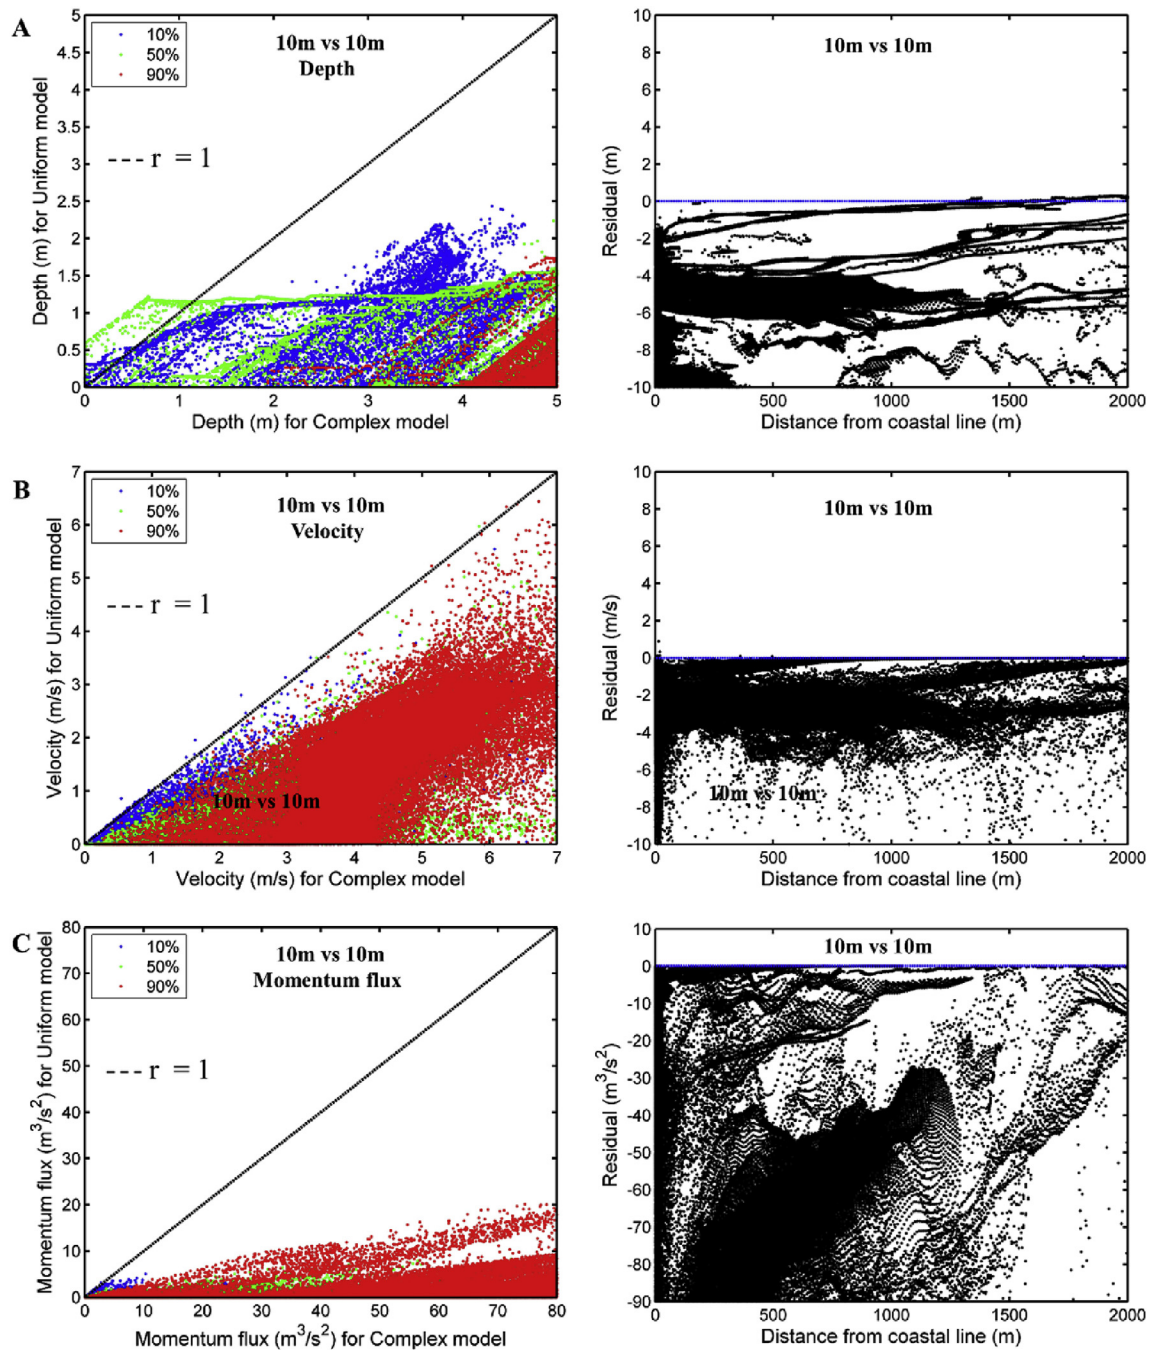 A
5
4.5
4
3.5
3
2.5
2
1.5
1
0.5
0
Depth (m) for Uniform model
10%
50%
90%
10m vs 10m
Depth
r = 1
0 1 2 3 4 5
Depth (m) for Complex model
10
8
6
4
2
0
-2
-4
-6
-8
-10
Residual (m)
10m vs 10m
0 500 1000 1500 2000
Distance from coastal line (m)
B
7
6
5
4
3
2
1
0
Velocity (m/s) for Uniform model
10%
50%
90%
10m vs 10m
Velocity
r = 1
10m vs 10m
0 1 2 3 4 5 6 7
Velocity (m/s) for Complex model
10
8
6
4
2
0
-2
-4
-6
-8
-10
Residual (m/s)
10m vs 10m
10m vs 10m
0 500 1000 1500 2000
Distance from coastal line (m)
C
80
70
60
50
40
30
20
10
0
Momentum flux (m³/s²) for Uniform model
10%
50%
90%
10m vs 10m
Momentum flux
r = 1
0 10 20 30 40 50 60 70 80
Momentum flux (m³/s²) for Complex model
10
0
-10
-20
-30
-40
-50
-60
-70
-80
-90
Residual (m³/s²)
10m vs 10m
0 500 1000 1500 2000
Distance from coastal line (m)